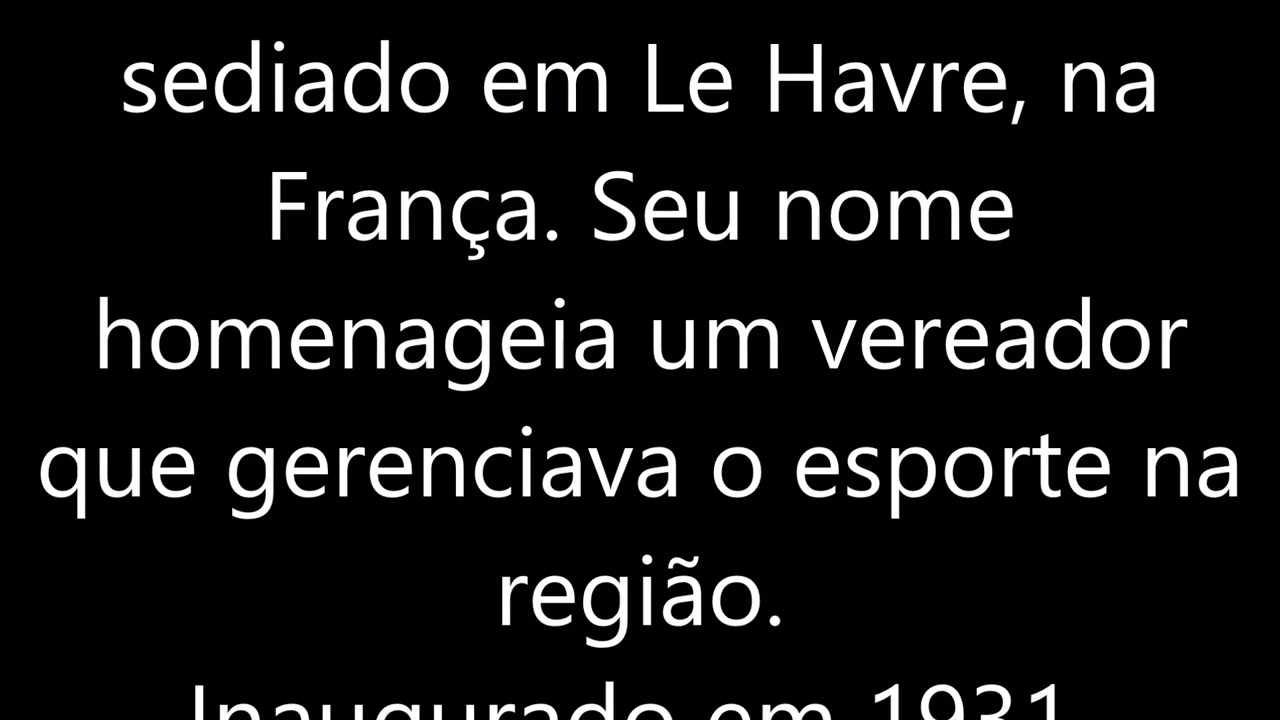 sediado em Le Havre, na
França. Seu nome
homenageia um vereador
que gerenciava o esporte na
região.
Inaugurado em 1931